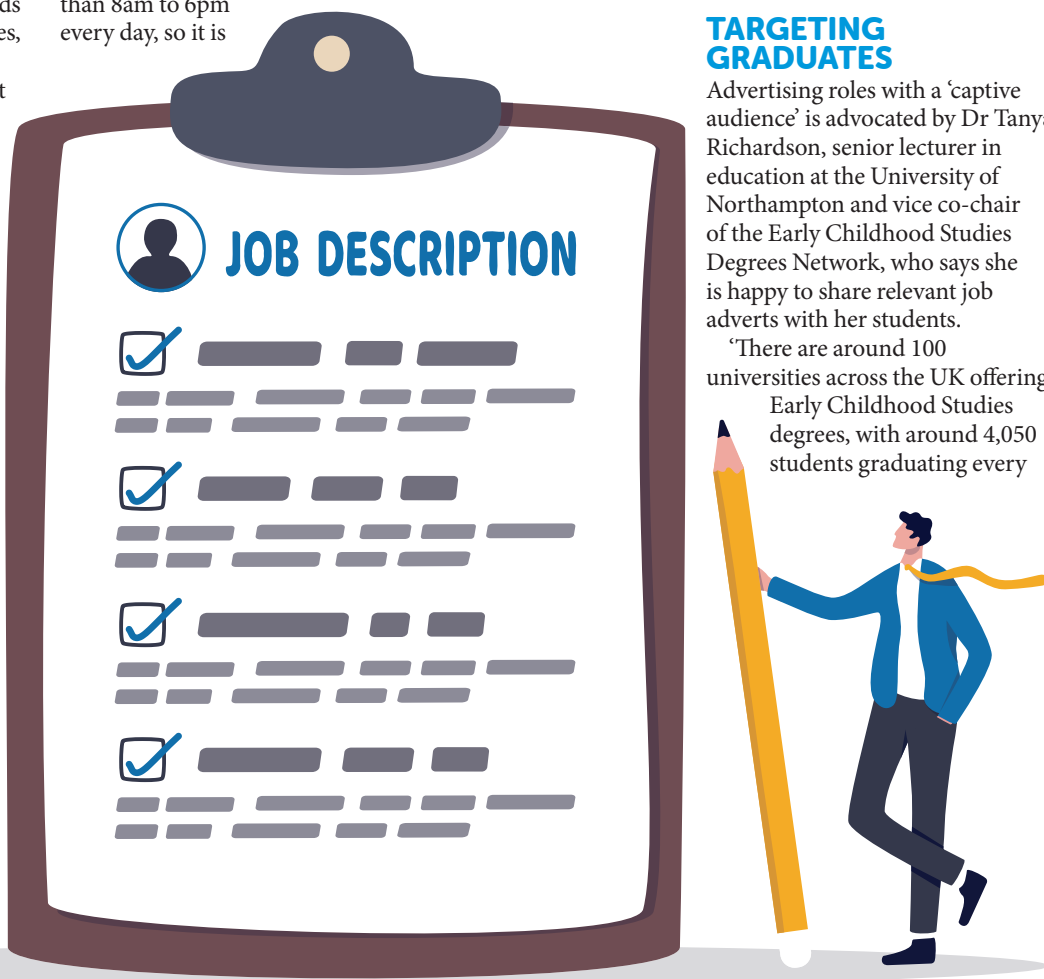 ds
es,
t
than 8am to 6pm
every day, so it is
JOB DESCRIPTION
TARGETING
GRADUATES
Advertising roles with a ‘captive
audience’ is advocated by Dr Tanya
Richardson, senior lecturer in
education at the University of
Northampton and vice co-chair
of the Early Childhood Studies
Degrees Network, who says she
is happy to share relevant job
adverts with her students.
‘There are around 100
universities across the UK offering
Early Childhood Studies
degrees, with around 4,050
students graduating every